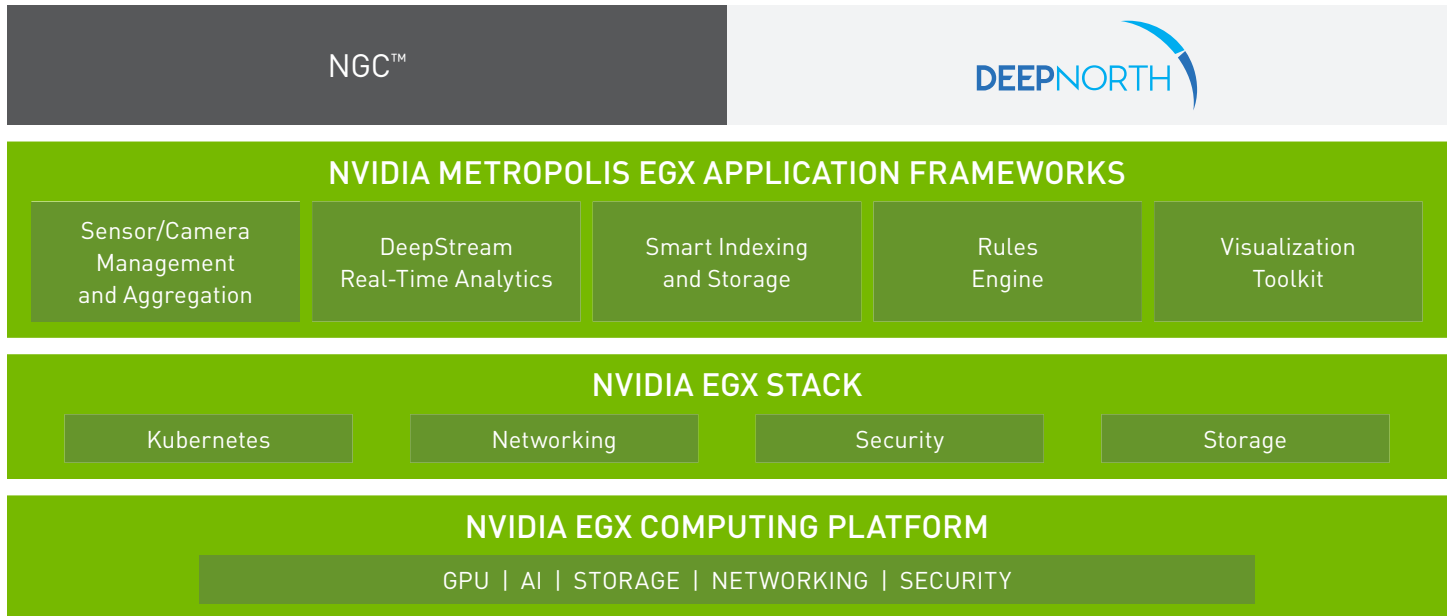 NGC™
DEEPNORTH
NVIDIA METROPOLIS EGX APPLICATION FRAMEWORKS
Sensor/Camera
Management
and Aggregation
DeepStream
Real-Time Analytics
Smart Indexing
and Storage
Rules
Engine
Visualization
Toolkit
NVIDIA EGX STACK
Kubernetes
Networking
Security
Storage
NVIDIA EGX COMPUTING PLATFORM
GPU | AI | STORAGE | NETWORKING | SECURITY